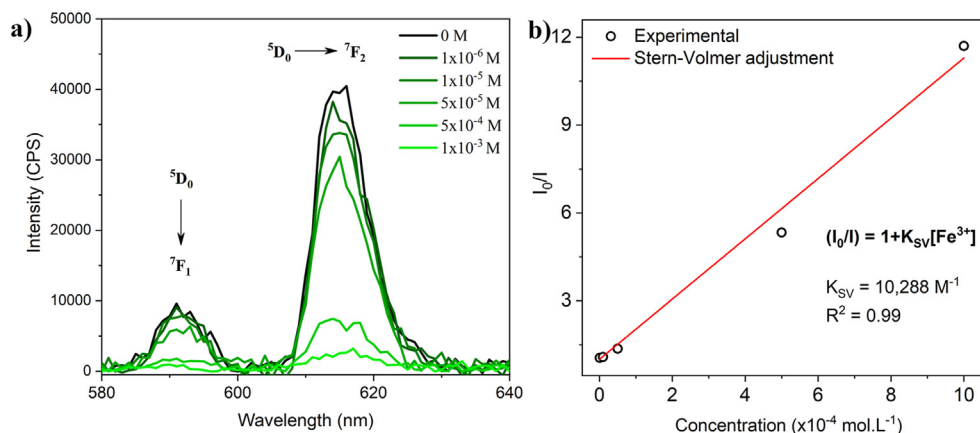 a)
50000
40000
30000
20000
10000
0
Intensity (CPS)
⁵D₀ → ⁷F₂
⁵D₀
↓
⁷F₁
0 M
1x10⁻⁶ M
1x10⁻⁵ M
5x10⁻⁵ M
5x10⁻⁴ M
1x10⁻³ M
580 600 620 640
Wavelength (nm)
b)
12
9
6
3
I₀/I
Experimental
Stern-Volmer adjustment
(I₀/I) = 1+K_SV[Fe³⁺]
K_SV = 10,288 M⁻¹
R² = 0.99
0 2 4 6 8 10
Concentration (x10⁻⁴ mol.L⁻¹)